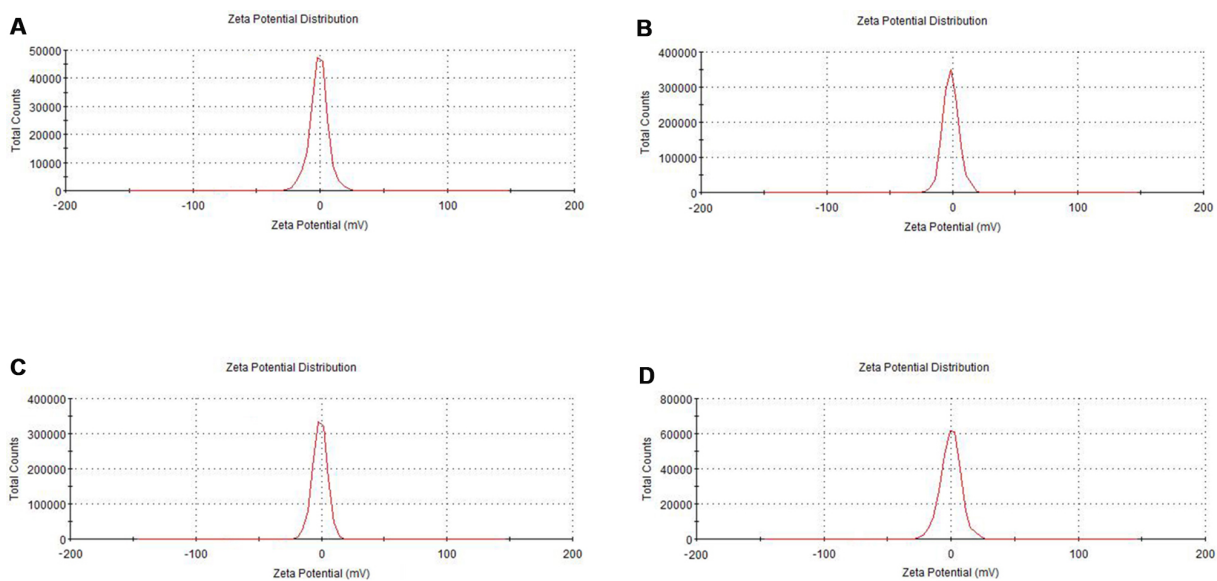 A
Zeta Potential Distribution
50000
40000
30000
20000
10000
0
Total Counts
-200 -100 0 100 200
Zeta Potential (mV)
B
Zeta Potential Distribution
400000
300000
200000
100000
0
Total Counts
-200 -100 0 100 200
Zeta Potential (mV)
C
Zeta Potential Distribution
400000
300000
200000
100000
0
Total Counts
-200 -100 0 100 200
Zeta Potential (mV)
D
Zeta Potential Distribution
80000
60000
40000
20000
0
Total Counts
-200 -100 0 100 200
Zeta Potential (mV)